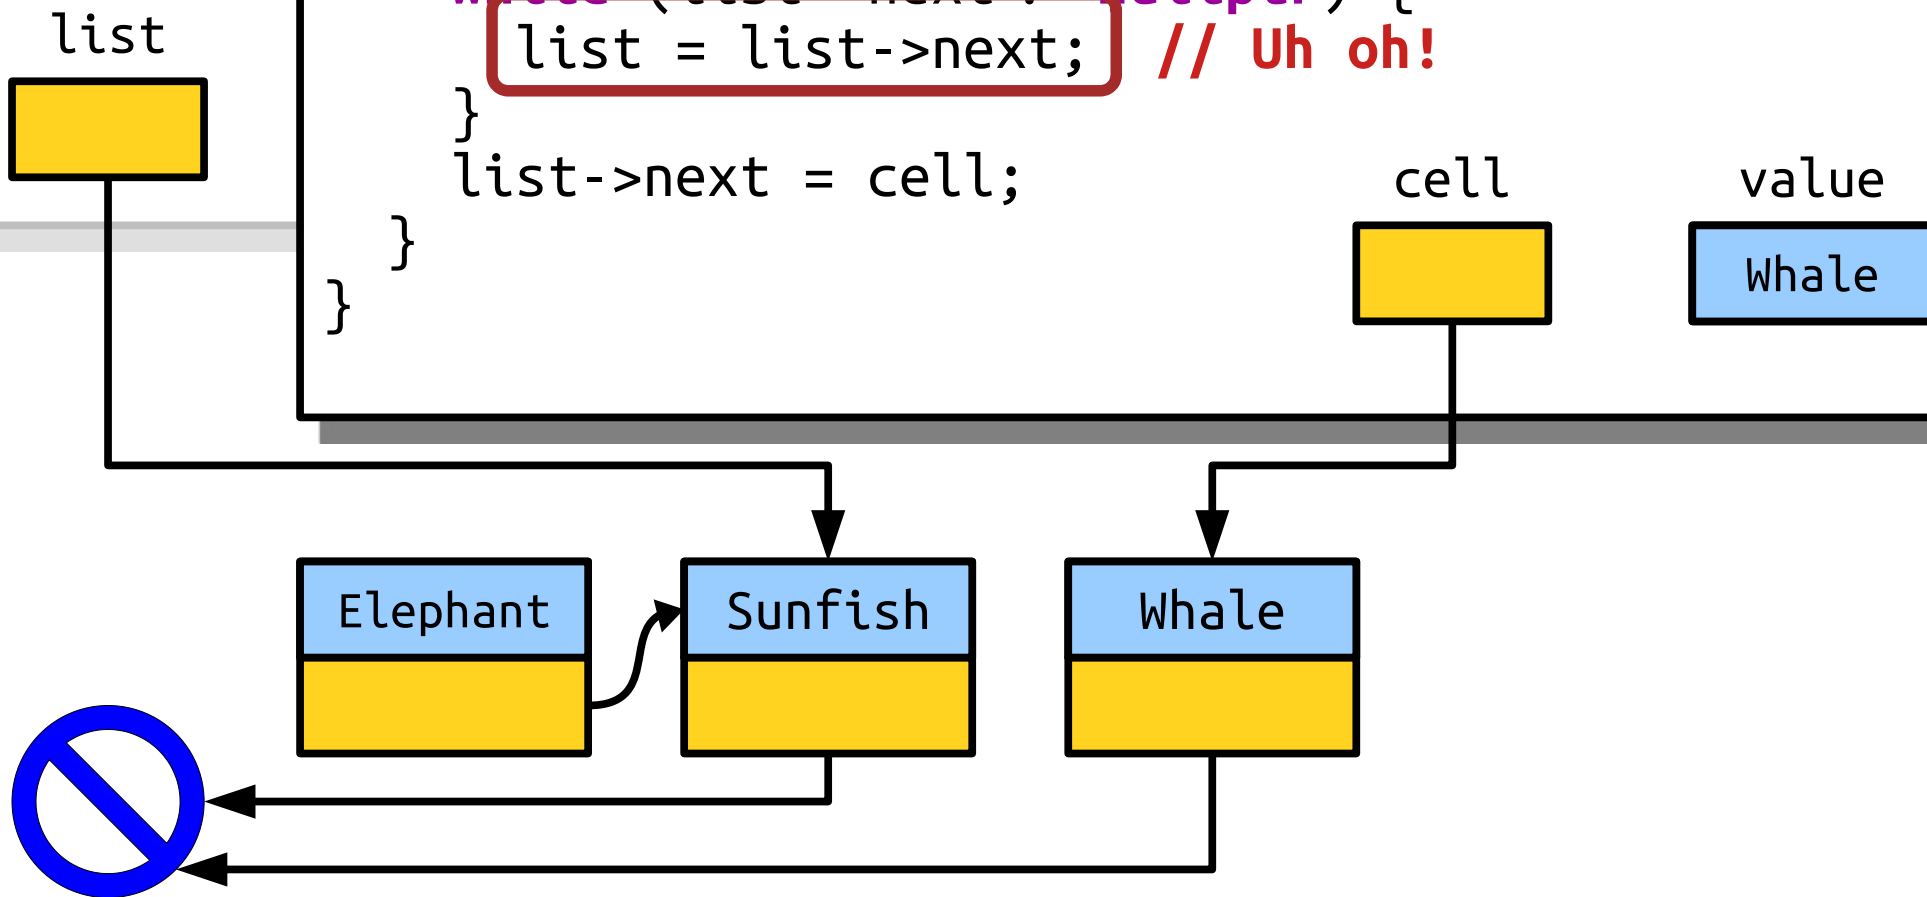 list
list = list->next; // Uh oh!
}
list->next = cell;
}
}
cell
value
Whale
Elephant
Sunfish
Whale